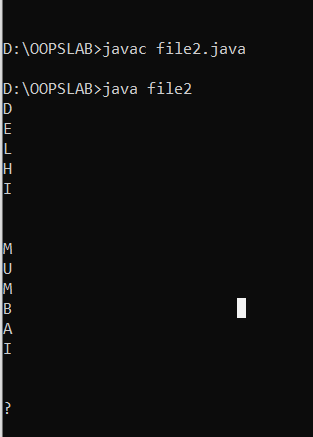 D:\OOPSLAB>javac file2.java
D:\OOPSLAB>java file2
D
E
L
H
I
M
U
M
B
A
I
?